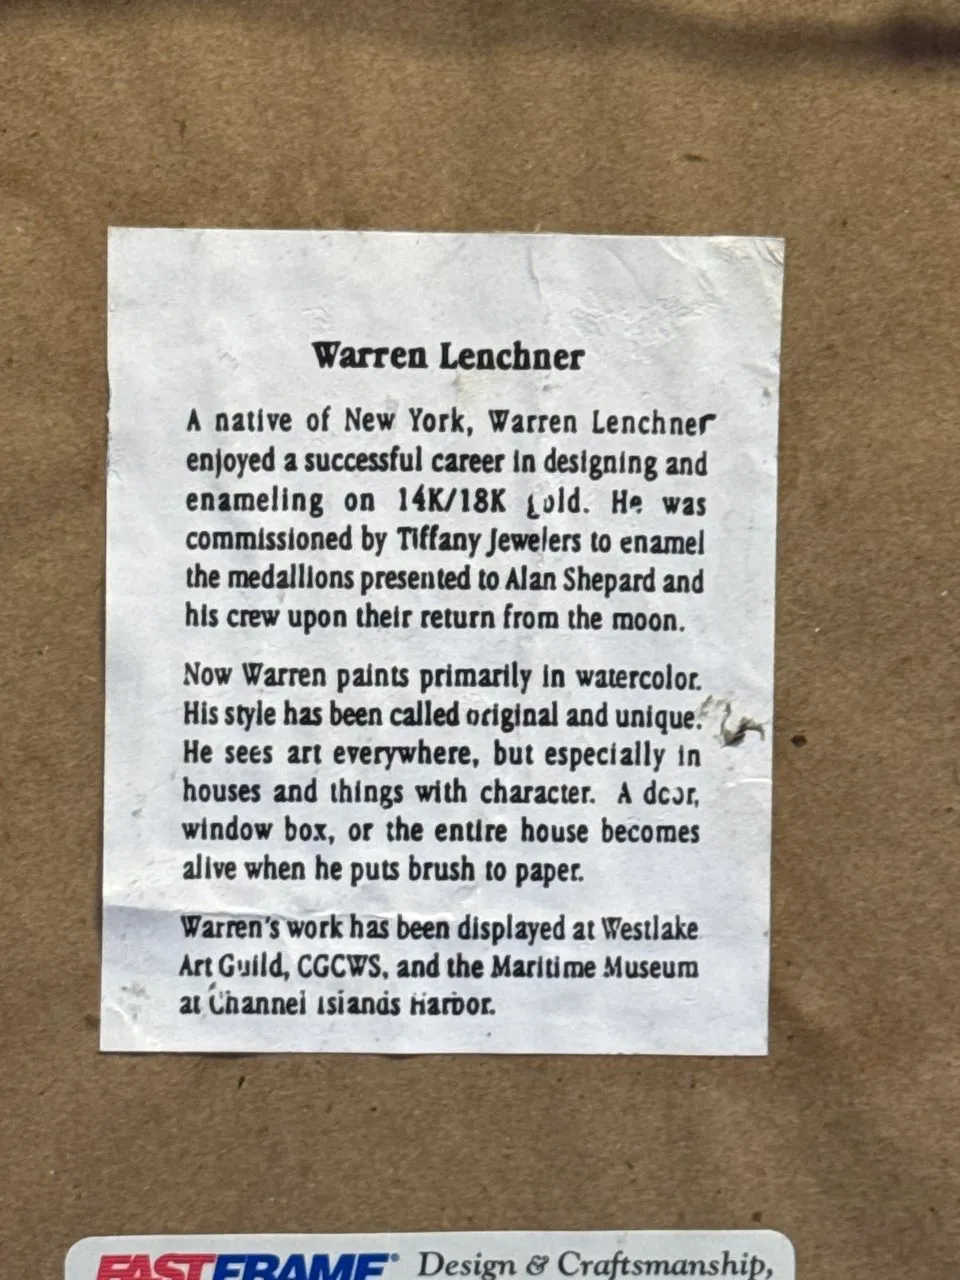 Warren Lenchner
A native of New York, Warren Lenchner
enjoyed a successful career in designing and
enameling on 14K/18K gold. He was
commissioned by Tiffany Jewelers to enamel
the medallions presented to Alan Shepard and
his crew upon their return from the moon.
Now Warren paints primarily in watercolor.
His style has been called original and unique.
He sees art everywhere, but especially in
houses and things with character. A door,
window box, or the entire house becomes
alive when he puts brush to paper.
Warren's work has been displayed at Westlake
Art Guild, CGCWS, and the Maritime Museum
at Channel Islands Harbor.
FASTFRAME® Design & Craftsmanship,